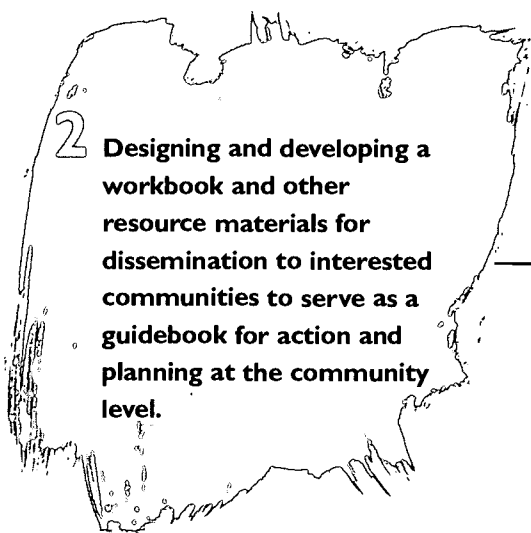 2 Designing and developing a
workbook and other
resource materials for
dissemination to interested
communities to serve as a
guidebook for action and
planning at the community
level.